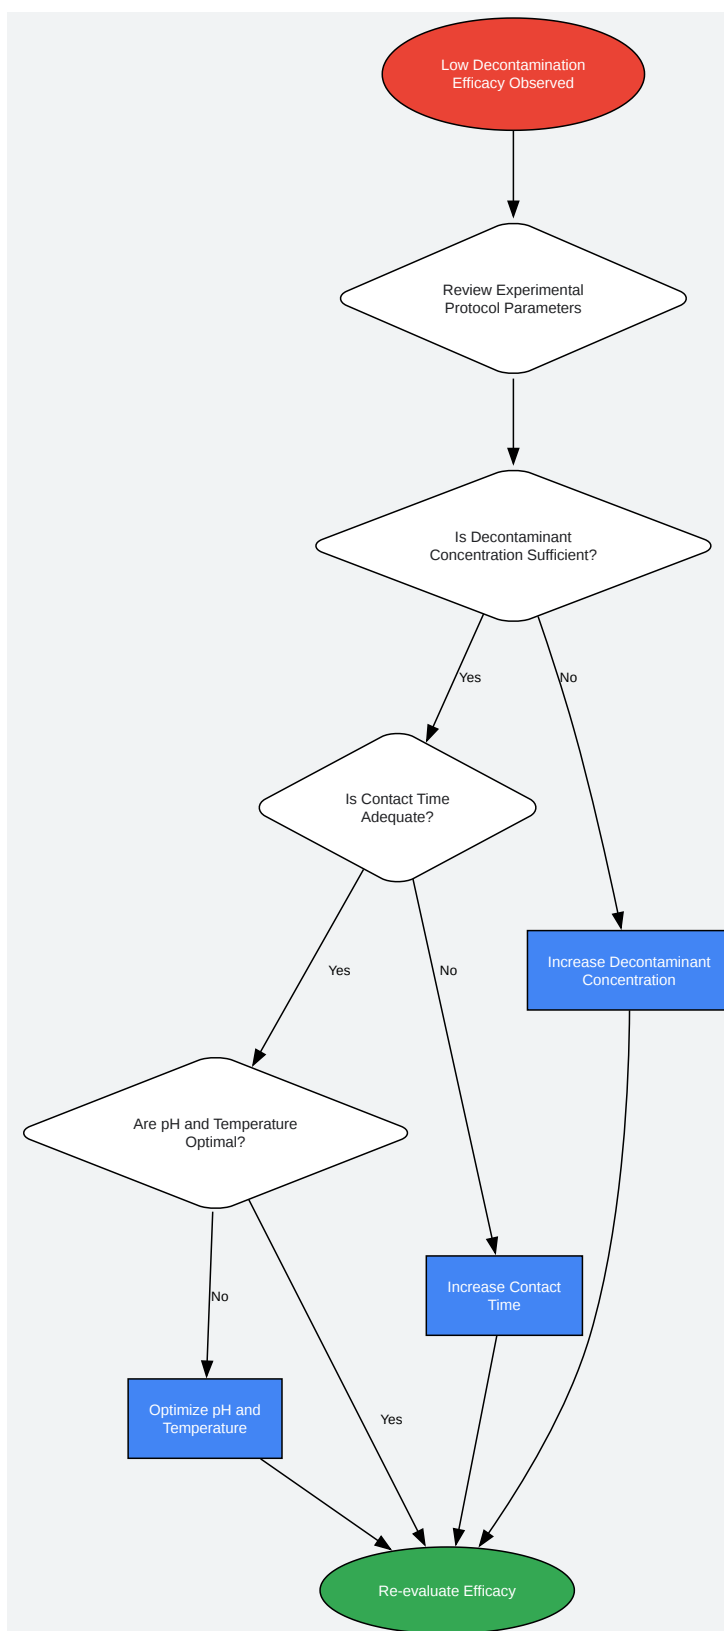 Low Decontamination
Efficacy Observed
Review Experimental
Protocol Parameters
Is Decontaminant
Concentration Sufficient?
Yes
No
Is Contact Time
Adequate?
Increase Decontaminant
Concentration
Yes
No
Are pH and Temperature
Optimal?
Increase Contact
Time
No
Optimize pH and
Temperature
Yes
Re-evaluate Efficacy